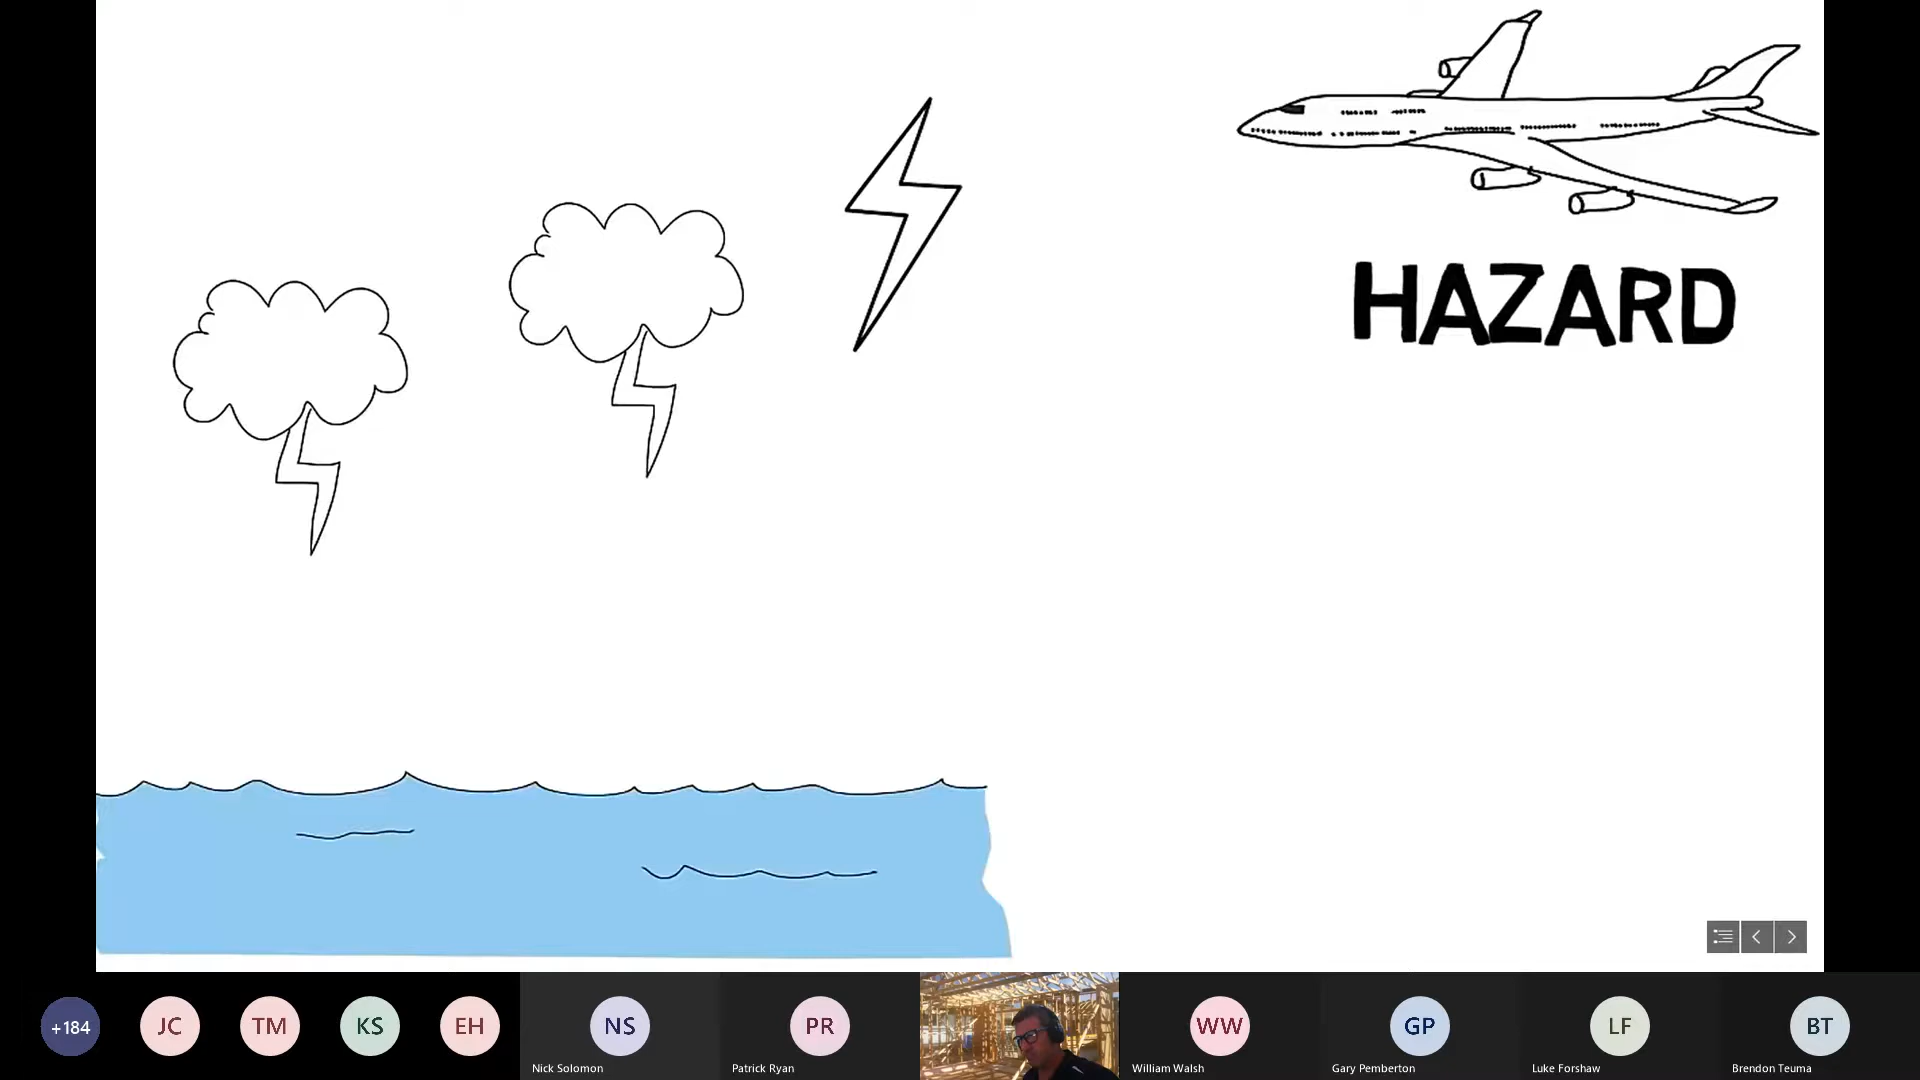 HAZARD
+184
JC
TM
KS
EH
NS
PR
WW
GP
LF
BT
Nick Solomon
Patrick Ryan
William Walsh
Gary Pemberton
Luke Forshaw
Brendon Teuma